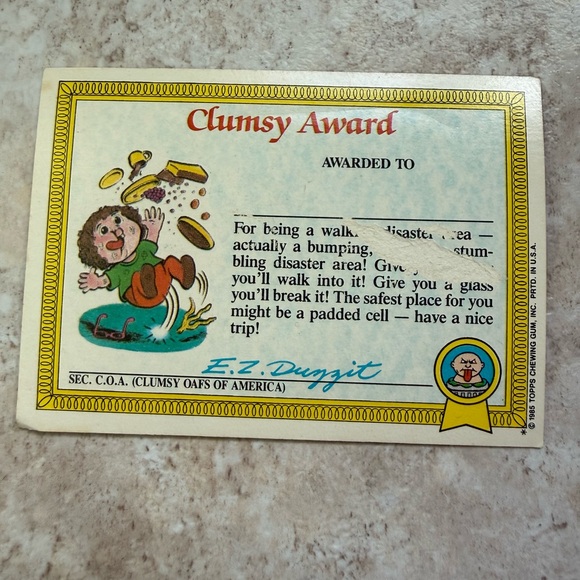 Clumsy Award
AWARDED TO
For being a disaster —
actually a bumping, stum-
bling disaster area! Give
you'll walk into it! Give you a glass
you'll break it! The safest place for you
might be a padded cell — have a nice
trip!
E.Z. Duzzit
SEC. C.O.A. (CLUMSY OAFS OF AMERICA)
* © 1985 TOPPS CHEWING GUM, INC. PRTD. IN U.S.A.